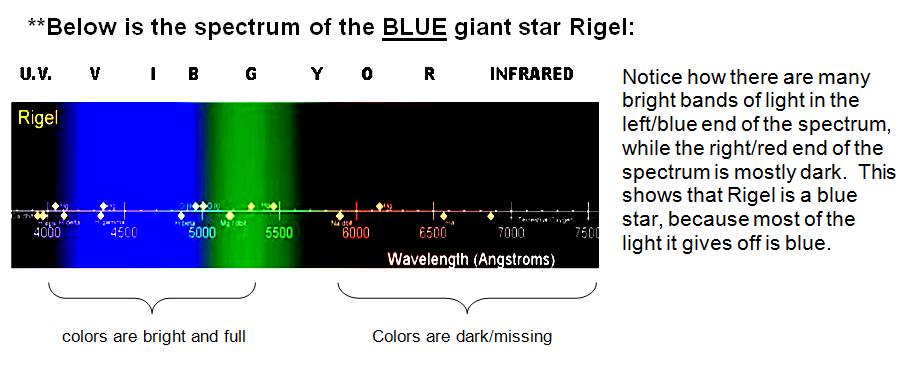 **Below is the spectrum of the BLUE giant star Rigel:
U.V. V I B G Y O R INFRARED
Rigel
4000 4500 5000 5500 6000 6500 7000 7500
Wavelength (Angstroms)
Notice how there are many
bright bands of light in the
left/blue end of the spectrum,
while the right/red end of the
spectrum is mostly dark.  This
shows that Rigel is a blue
star, because most of the
light it gives off is blue.
colors are bright and full
Colors are dark/missing